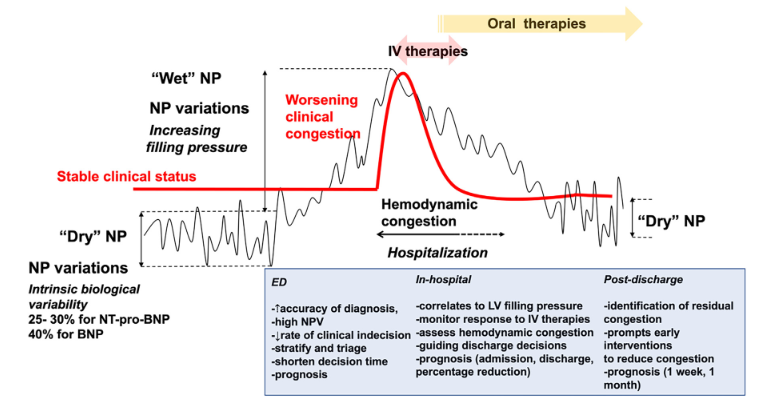 Oral therapies
IV therapies
“Wet” NP
NP variations
Increasing
filling pressure
Worsening
clinical
congestion
Stable clinical status
“Dry” NP
NP variations
Intrinsic biological
variability
25- 30% for NT-pro-BNP
40% for BNP
Hemodynamic
congestion
Hospitalization
“Dry” NP
ED
-↑accuracy of diagnosis,
-high NPV
-↓rate of clinical indecision
-stratify and triage
-shorten decision time
-prognosis
In-hospital
-correlates to LV filling pressure
-monitor response to IV therapies
-assess hemodynamic congestion
-guiding discharge decisions
-prognosis (admission, discharge,
percentage reduction)
Post-discharge
-identification of residual
congestion
-prompts early
interventions
to reduce congestion
-prognosis (1 week, 1
month)